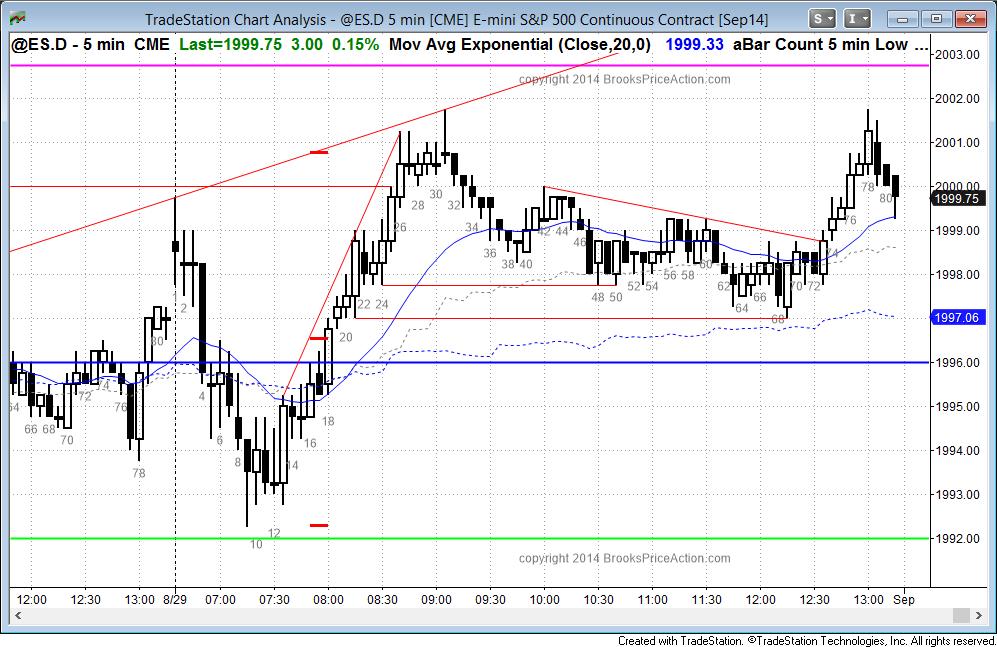 TradeStation Chart Analysis - @ES.D 5 min [CME] E-mini S&P 500 Continuous Contract [Sep14]
S I
@ES.D - 5 min CME Last=1999.75 3.00 0.15% Mov Avg Exponential (Close,20,0) 1999.33 aBar Count 5 min Low ...
2003.00
copyright 2014 BrooksPriceAction.com
2002.00
2001.00
2000.00
1999.75
1999.00
1998.00
1997.06
1996.00
1995.00
1994.00
1993.00
1992.00
64 66 68 70 72 74 76 78 80
2 4 6 8 10 12 14 16 18 20 22 24 26 28 30 32 34 36 38 40 42 44 46 48 50 52 54 56 58 60 62 64 66 68 70 72 74 76 78 80
copyright 2014 BrooksPriceAction.com
12:00 12:30 13:00 8/29 07:00 07:30 08:00 08:30 09:00 09:30 10:00 10:30 11:00 11:30 12:00 12:30 13:00 Sep
Created with TradeStation. ©TradeStation Technologies, Inc. All rights reserved.